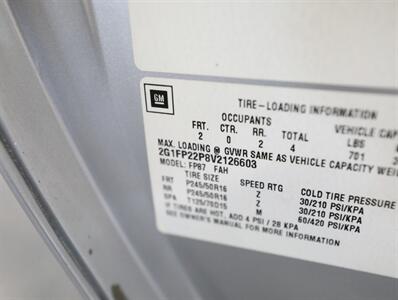 GM
TIRE-LOADING INFORMATION
OCCUPANTS VEHICLE CAP
FRT. CTR. RR. TOTAL LBS
2 0 2 4 701
MAX. LOADING @ GVWR SAME AS VEHICLE CAPACITY WEI
2G1FP22P8V2126603
MODEL: FP87 FAH
TIRE SIZE SPEED RTG COLD TIRE PRESSURE
FRT P245/50R16 Z 30/210 PSI/KPA
RR P245/50R16 Z 30/210 PSI/KPA
SPA T125/70D15 M 60/420 PSI/KPA
IF TIRES ARE HOT, ADD 4 PSI / 28 KPA
SEE OWNER'S MANUAL FOR MORE INFORMATION